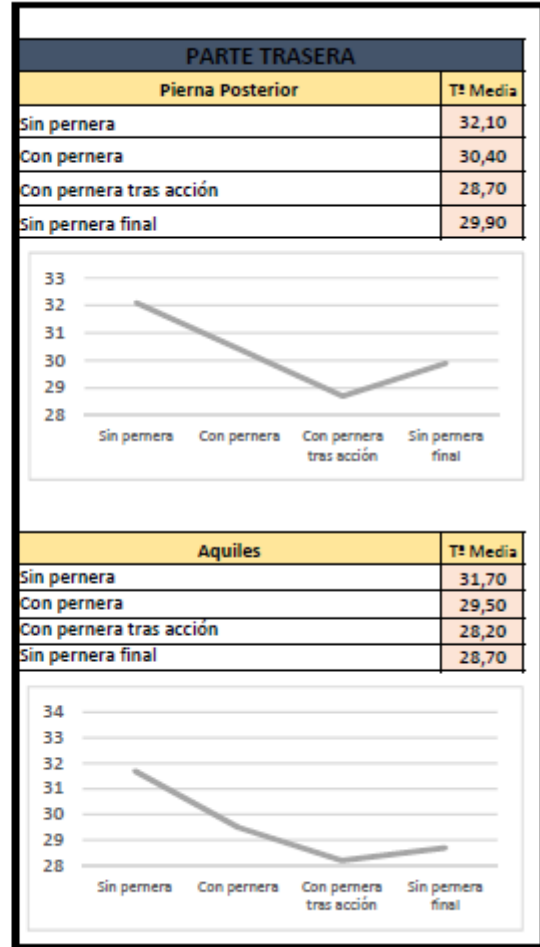 PARTE TRASERA
Pierna Posterior Tª Media
Sin pernera 32,10
Con pernera 30,40
Con pernera tras acción 28,70
Sin pernera final 29,90
33
32
31
30
29
28
Sin pernera Con pernera Con pernera Sin pernera
tras acción final
Aquiles Tª Media
Sin pernera 31,70
Con pernera 29,50
Con pernera tras acción 28,20
Sin pernera final 28,70
34
33
32
31
30
29
28
Sin pernera Con pernera Con pernera Sin pernera
tras acción final